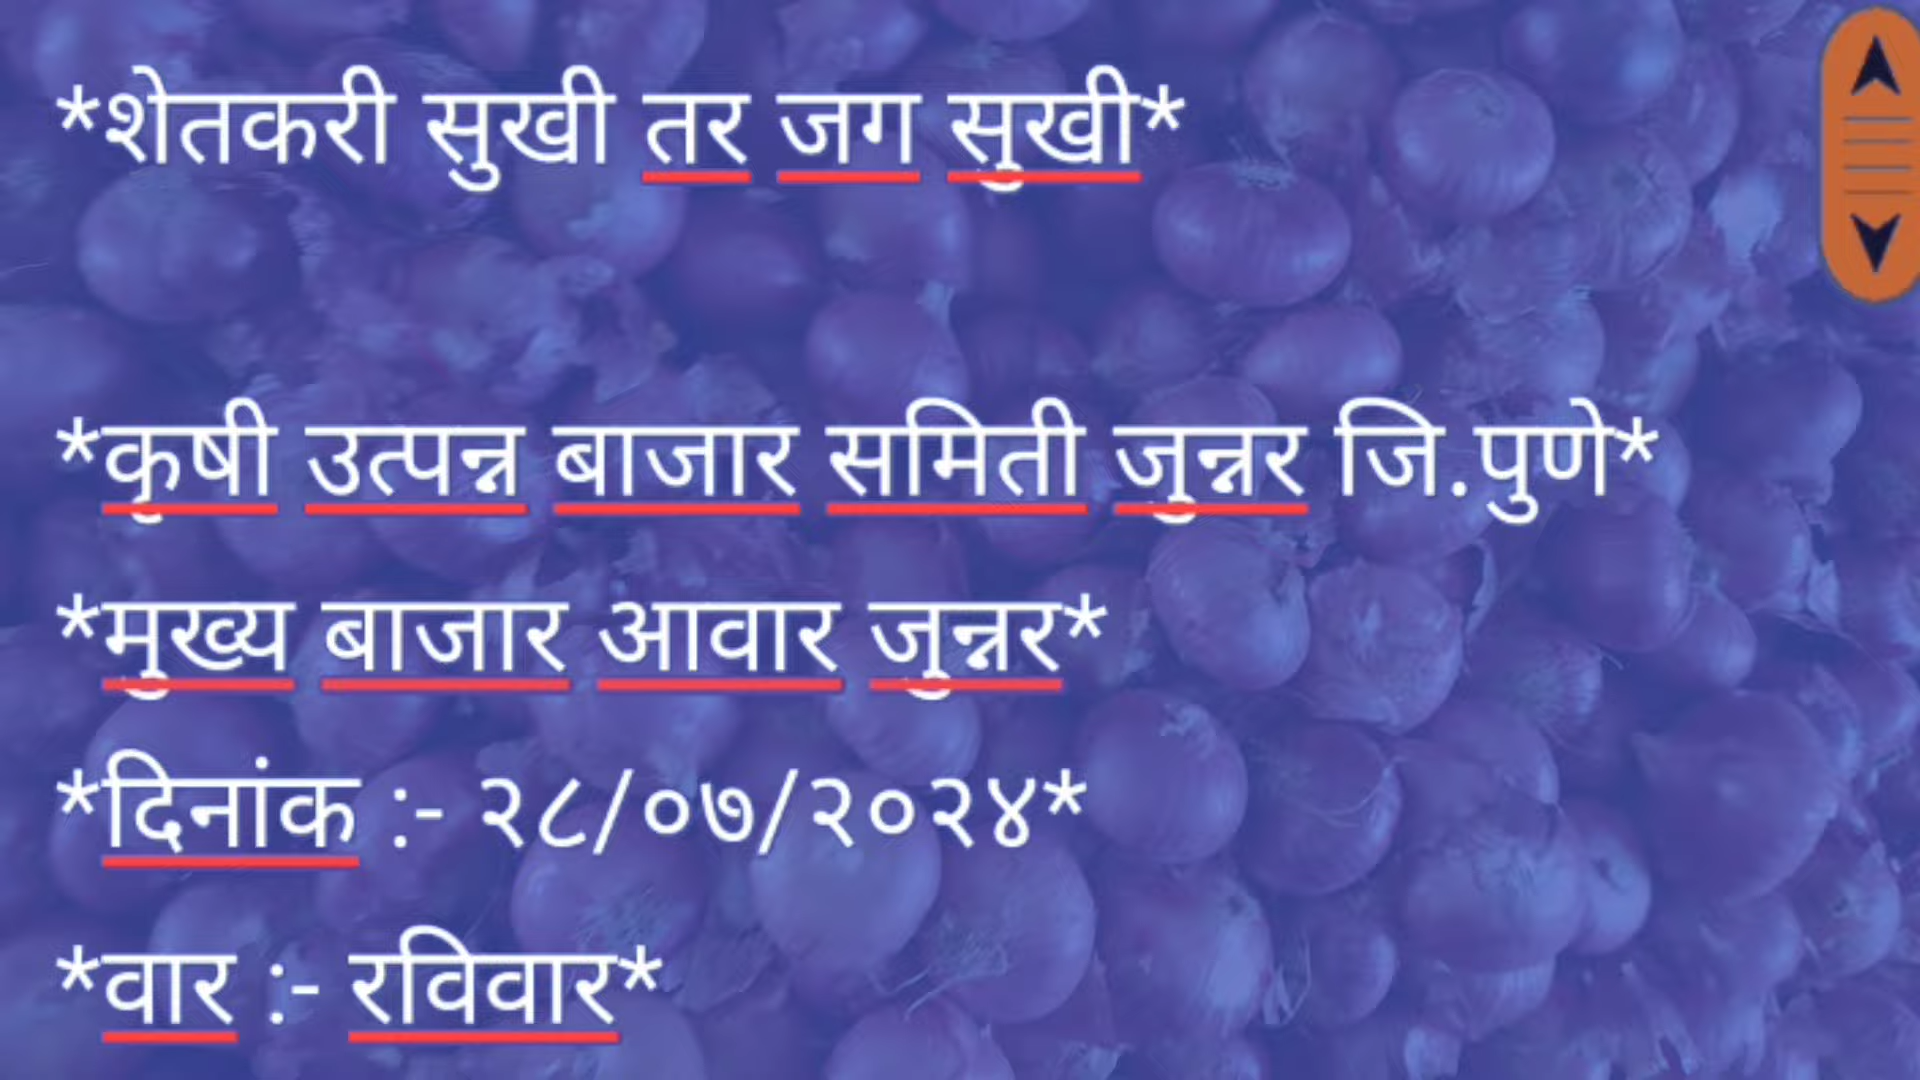 *शेतकरी सुखी तर जग सुखी*
*कृषी उत्पन्न बाजार समिती जुन्नर जि.पुणे*
*मुख्य बाजार आवार जुन्नर*
*दिनांक :- २८/०७/२०२४*
*वार :- रविवार*